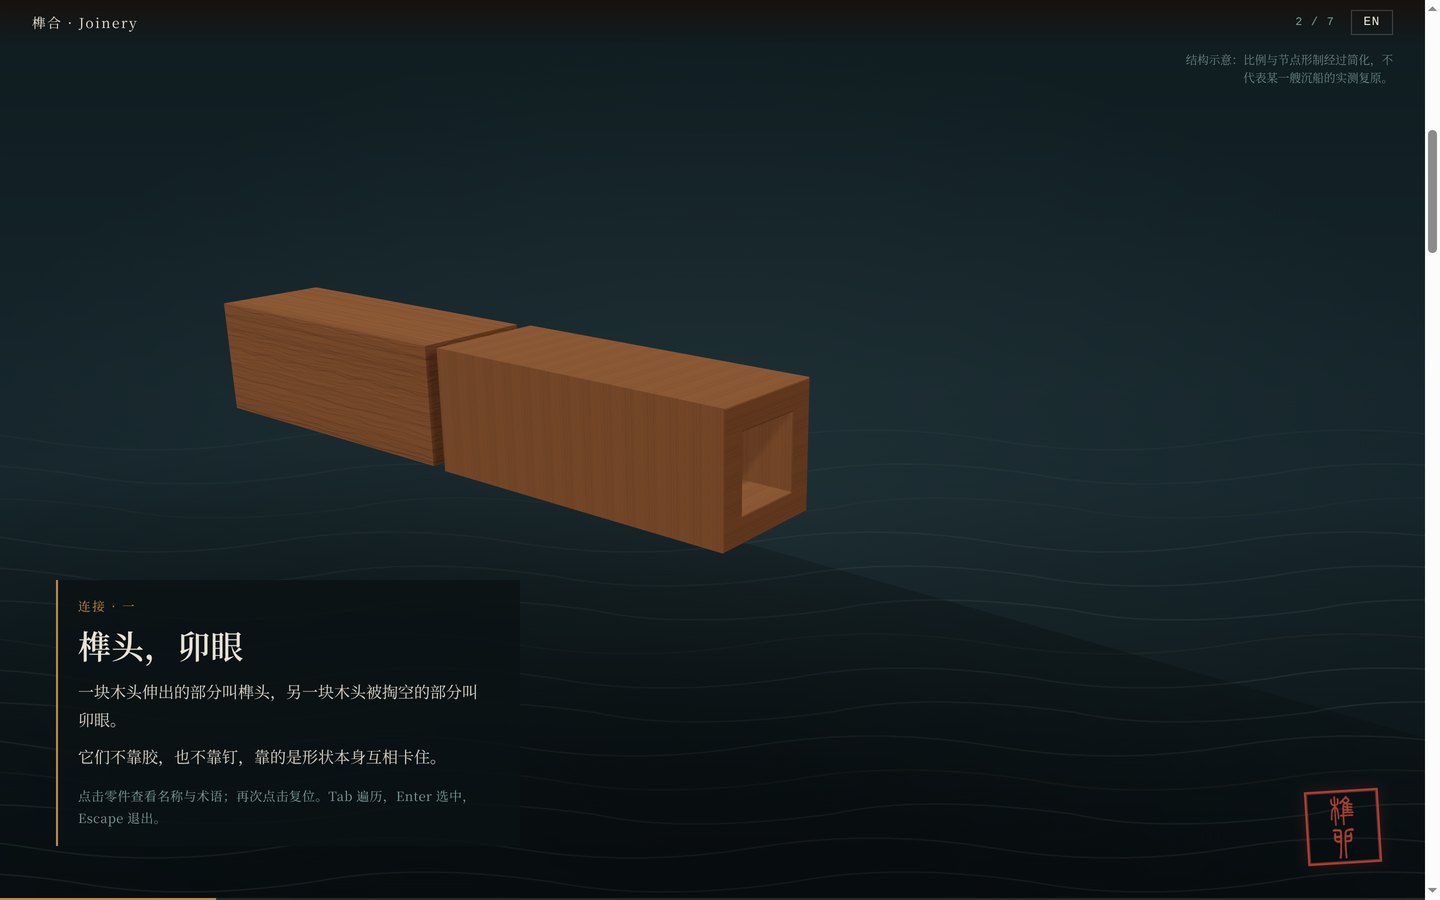 榫合 · Joinery
2 / 7
EN
结构示意：比例与节点形制经过简化，不
代表某一艘沉船的实测复原。
连接 · 一
榫头，卯眼
一块木头伸出的部分叫榫头，另一块木头被掏空的部分叫
卯眼。
它们不靠胶，也不靠钉，靠的是形状本身互相卡住。
点击零件查看名称与术语；再次点击复位。Tab 遍历，Enter 选中，
Escape 退出。
榫
卯